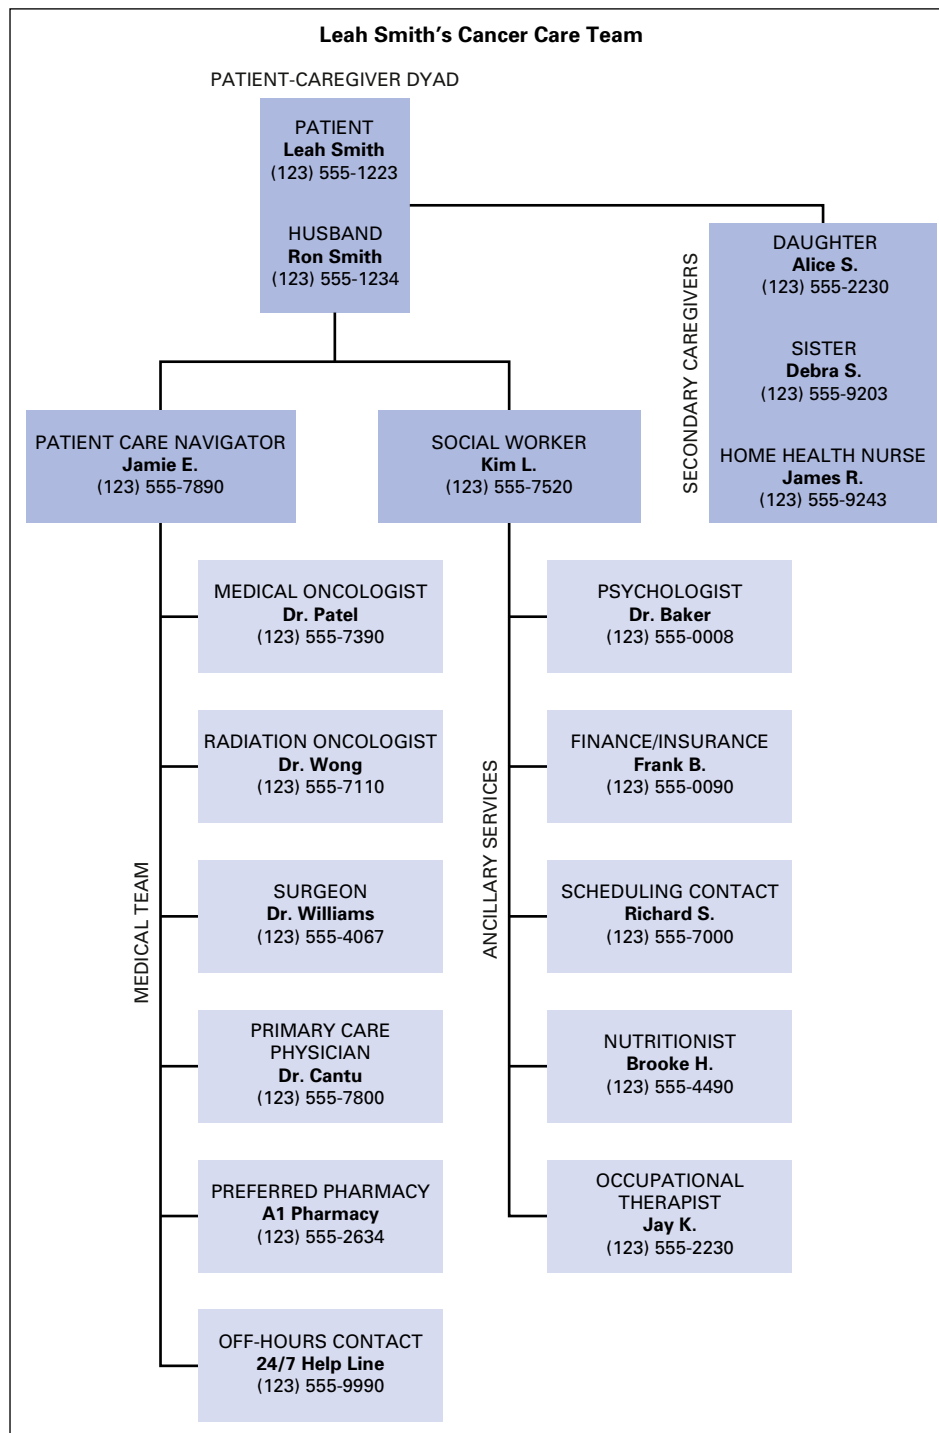 Leah Smith's Cancer Care Team
PATIENT-CAREGIVER DYAD
PATIENT
Leah Smith
(123) 555-1223
HUSBAND
Ron Smith
(123) 555-1234
SECONDARY CAREGIVERS
DAUGHTER
Alice S.
(123) 555-2230
SISTER
Debra S.
(123) 555-9203
HOME HEALTH NURSE
James R.
(123) 555-9243
PATIENT CARE NAVIGATOR
Jamie E.
(123) 555-7890
SOCIAL WORKER
Kim L.
(123) 555-7520
MEDICAL TEAM
MEDICAL ONCOLOGIST
Dr. Patel
(123) 555-7390
RADIATION ONCOLOGIST
Dr. Wong
(123) 555-7110
SURGEON
Dr. Williams
(123) 555-4067
PRIMARY CARE
PHYSICIAN
Dr. Cantu
(123) 555-7800
PREFERRED PHARMACY
A1 Pharmacy
(123) 555-2634
OFF-HOURS CONTACT
24/7 Help Line
(123) 555-9990
ANCILLARY SERVICES
PSYCHOLOGIST
Dr. Baker
(123) 555-0008
FINANCE/INSURANCE
Frank B.
(123) 555-0090
SCHEDULING CONTACT
Richard S.
(123) 555-7000
NUTRITIONIST
Brooke H.
(123) 555-4490
OCCUPATIONAL
THERAPIST
Jay K.
(123) 555-2230